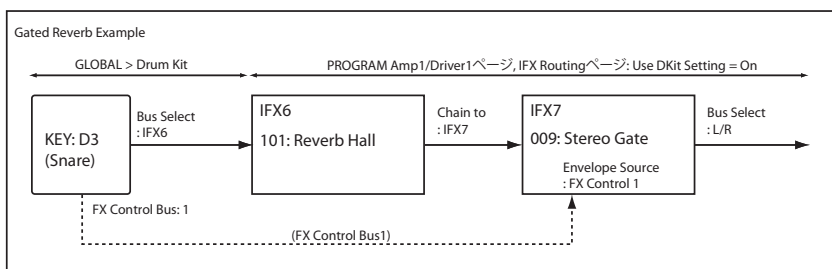 Gated Reverb Example
GLOBAL > Drum Kit
PROGRAM Amp1/Driver1ページ, IFX Routingページ: Use DKit Setting = On
KEY: D3
(Snare)
Bus Select
: IFX6
IFX6
101: Reverb Hall
Chain to
: IFX7
IFX7
009: Stereo Gate
Envelope Source
: FX Control 1
Bus Select
: L/R
FX Control Bus: 1
(FX Control Bus1)